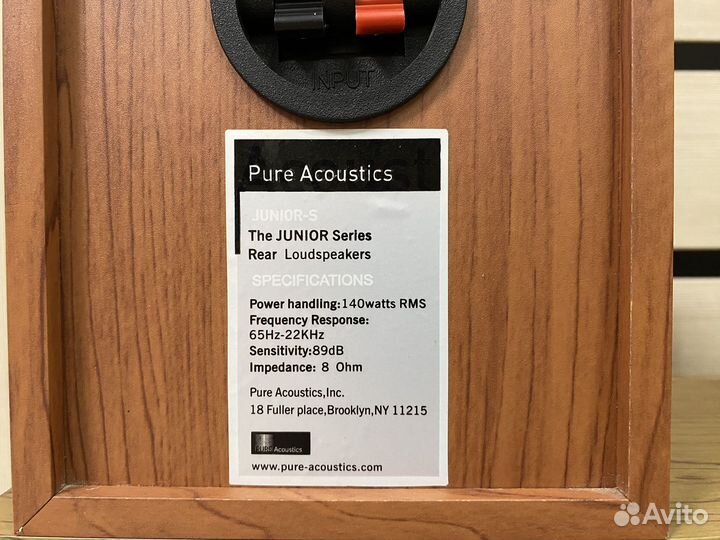 INPUT
Pure Acoustics
JUNIOR-S
The JUNIOR Series
Rear Loudspeakers
SPECIFICATIONS
Power handling:140watts RMS
Frequency Response:
65Hz-22KHz
Sensitivity:89dB
Impedance: 8 Ohm
Pure Acoustics,Inc.
18 Fuller place,Brooklyn,NY 11215
PURE Acoustics
www.pure-acoustics.com
Avito